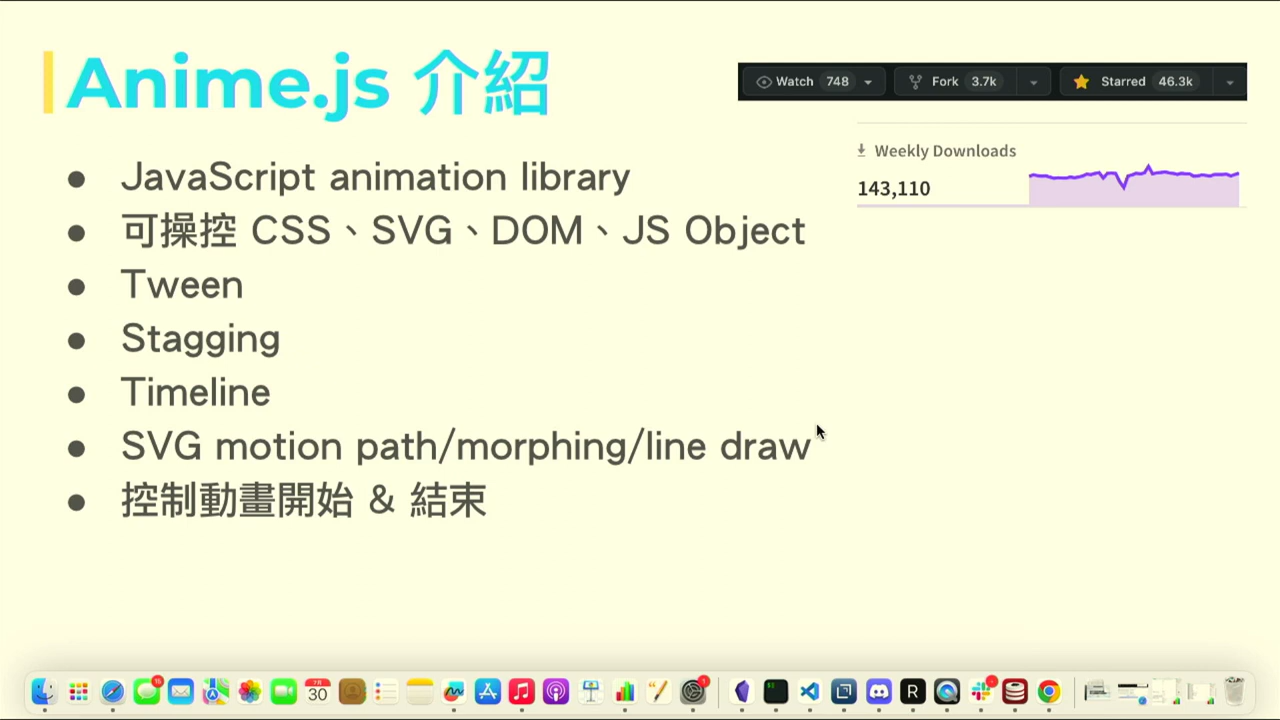 Anime.js 介紹
Watch 748
Fork 3.7k
Starred 46.3k
Weekly Downloads
143,110
● JavaScript animation library
● 可操控 CSS、SVG、DOM、JS Object
● Tween
● Stagging
● Timeline
● SVG motion path/morphing/line draw
● 控制動畫開始 & 結束
7月
30
R